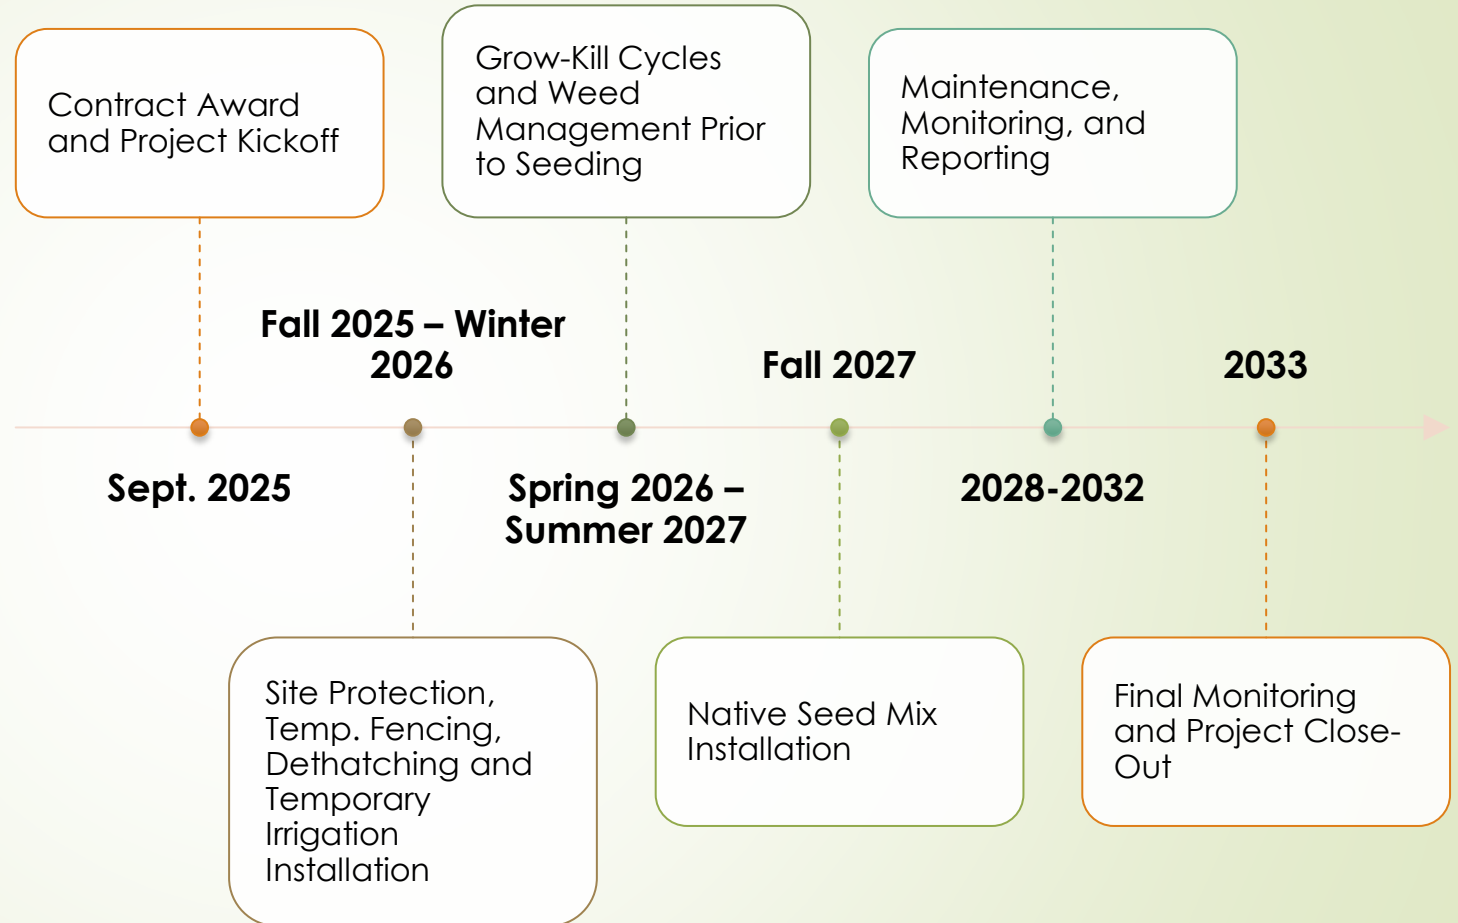 Contract Award
and Project Kickoff
Grow-Kill Cycles
and Weed
Management Prior
to Seeding
Maintenance,
Monitoring, and
Reporting
Fall 2025 – Winter
2026
Fall 2027
2033
Sept. 2025
Spring 2026 –
Summer 2027
2028-2032
Site Protection,
Temp. Fencing,
Dethatching and
Temporary
Irrigation
Installation
Native Seed Mix
Installation
Final Monitoring
and Project Close-
Out